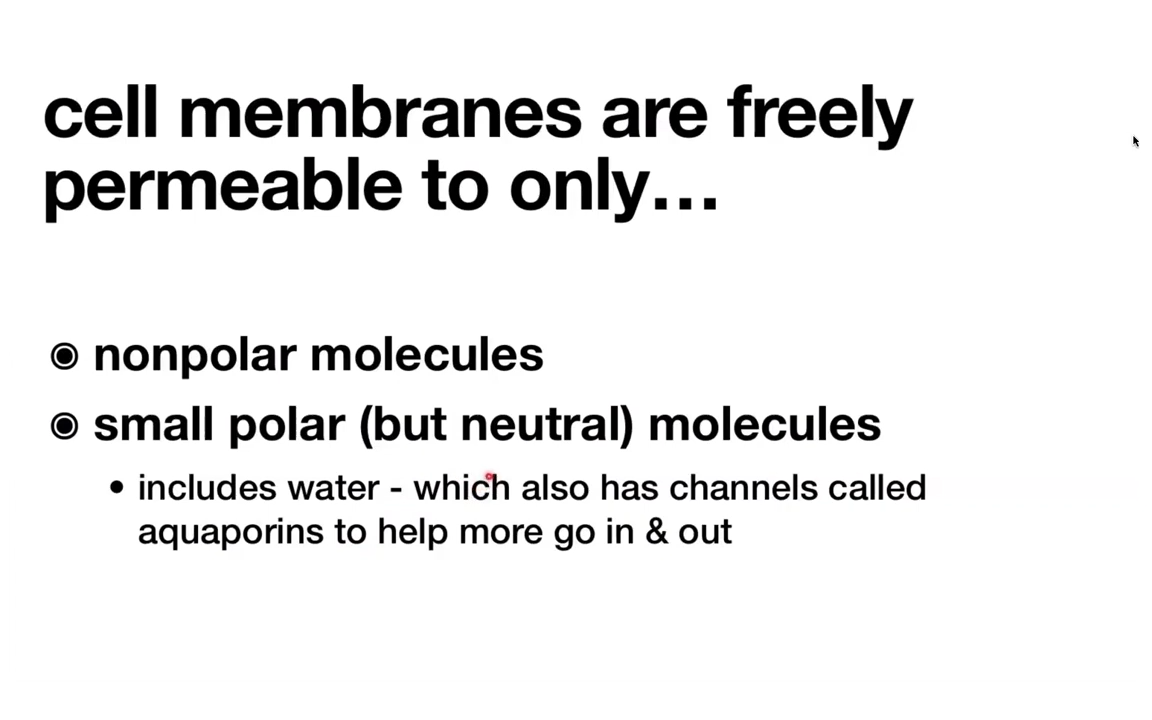 cell membranes are freely
permeable to only…
◉ nonpolar molecules
◉ small polar (but neutral) molecules
• includes water - which also has channels called
aquaporins to help more go in & out